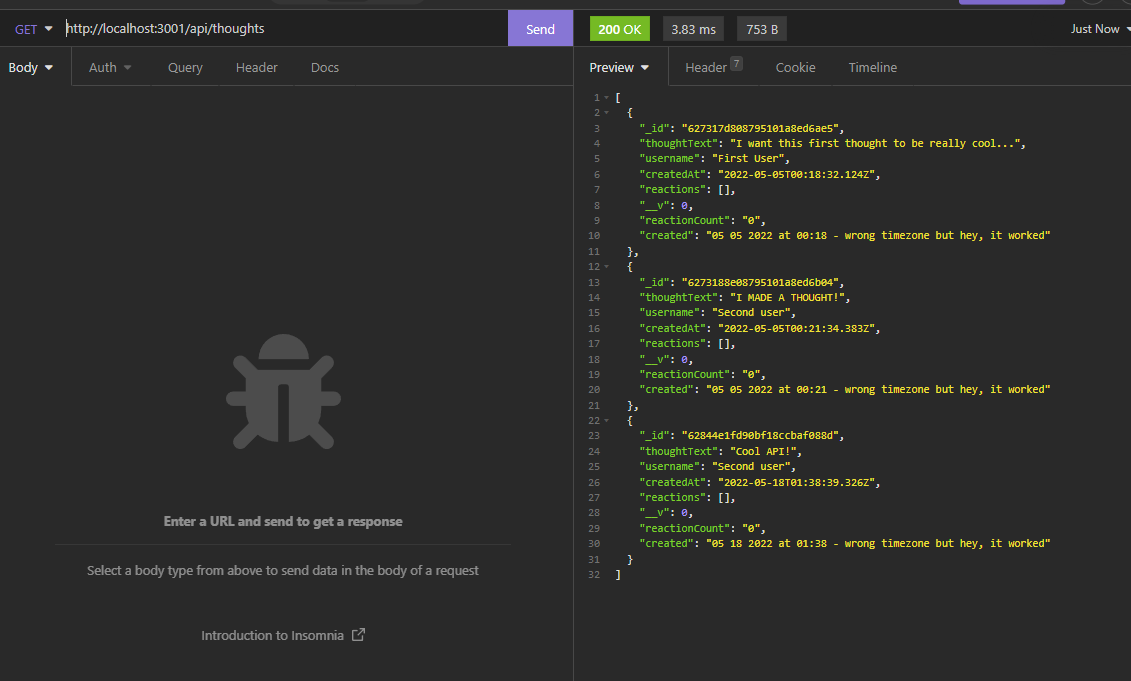 GET http://localhost:3001/api/thoughts Send 200 OK 3.83 ms 753 B Just Now
Body Auth Query Header Docs Preview Header 7 Cookie Timeline
1 [
2 {
3 "_id": "627317d808795101a8ed6ae5",
4 "thoughtText": "I want this first thought to be really cool...",
5 "username": "First User",
6 "createdAt": "2022-05-05T00:18:32.124Z",
7 "reactions": [],
8 "__v": 0,
9 "reactionCount": "0",
10 "created": "05 05 2022 at 00:18 - wrong timezone but hey, it worked"
11 },
12 {
13 "_id": "6273188e08795101a8ed6b04",
14 "thoughtText": "I MADE A THOUGHT!",
15 "username": "Second user",
16 "createdAt": "2022-05-05T00:21:34.383Z",
17 "reactions": [],
18 "__v": 0,
19 "reactionCount": "0",
20 "created": "05 05 2022 at 00:21 - wrong timezone but hey, it worked"
21 },
22 {
23 "_id": "62844e1fd90bf18ccbaf088d",
24 "thoughtText": "Cool API!",
25 "username": "Second user",
26 "createdAt": "2022-05-18T01:38:39.326Z",
27 "reactions": [],
28 "__v": 0,
29 "reactionCount": "0",
30 "created": "05 18 2022 at 01:38 - wrong timezone but hey, it worked"
31 }
32 ]
Enter a URL and send to get a response
Select a body type from above to send data in the body of a request
Introduction to Insomnia